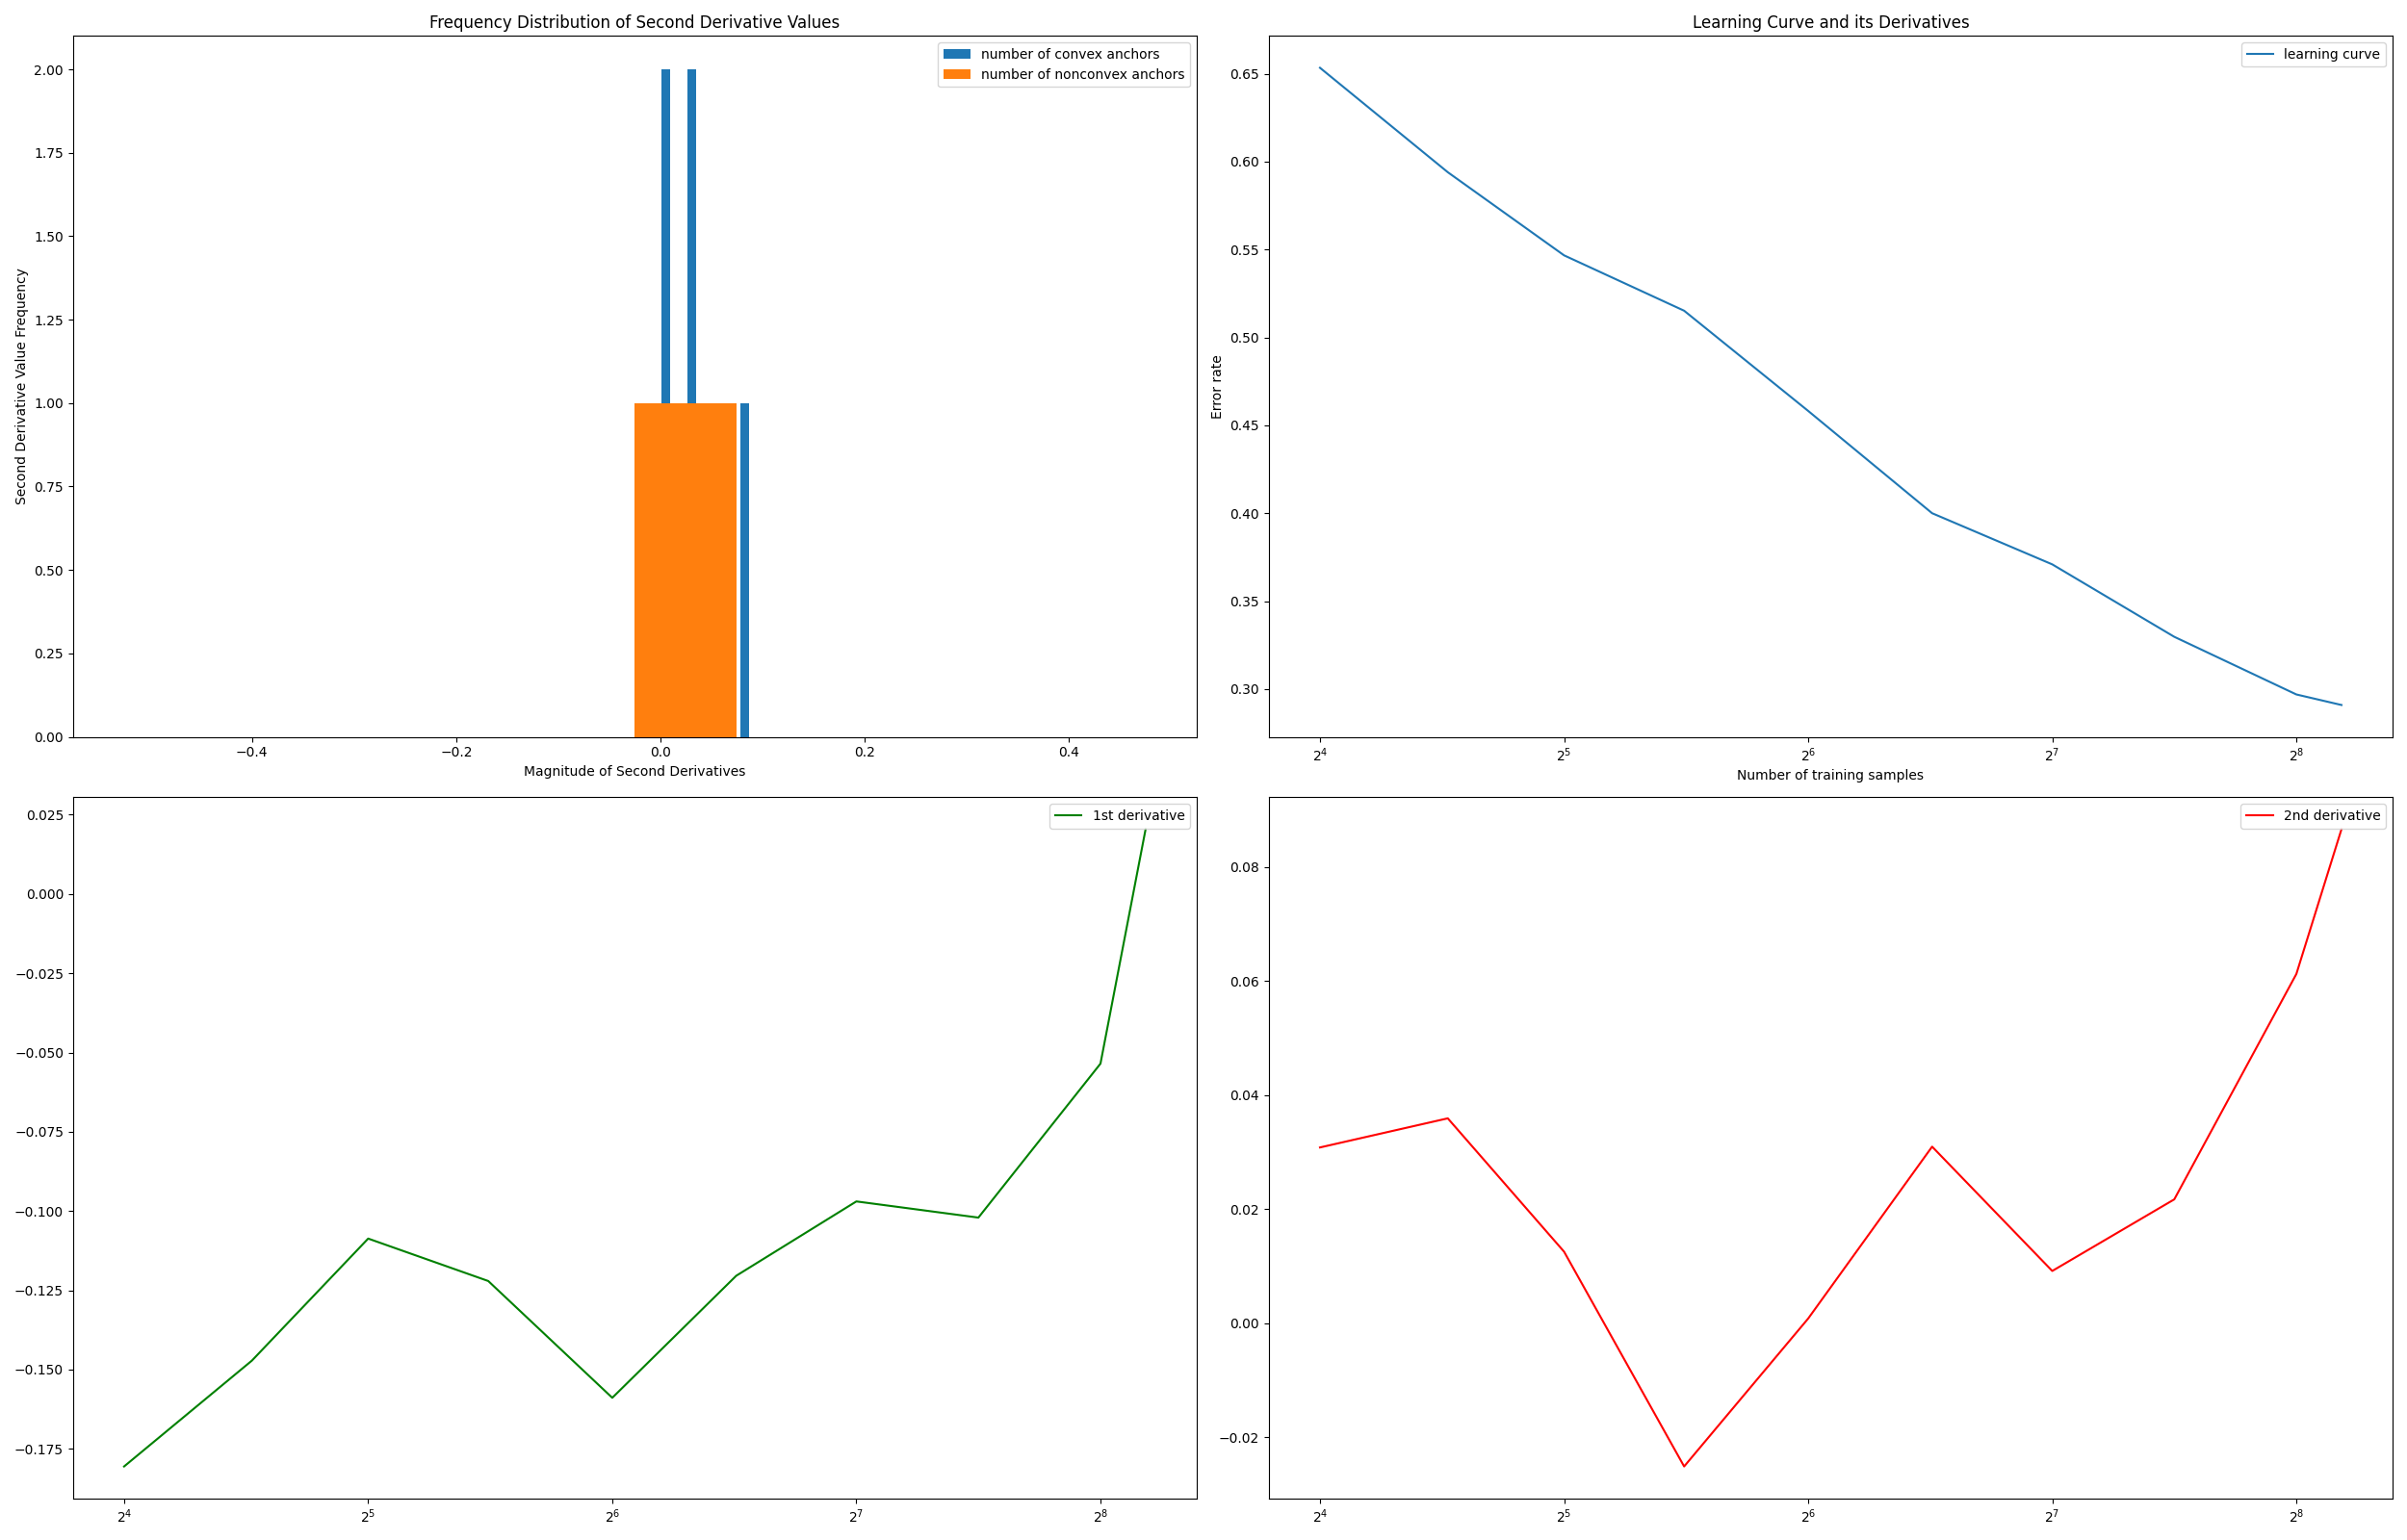 Frequency Distribution of Second Derivative Values
number of convex anchors
number of nonconvex anchors
2.00
1.75
1.50
1.25
1.00
0.75
0.50
0.25
0.00
Second Derivative Value Frequency
−0.4 −0.2 0.0 0.2 0.4
Magnitude of Second Derivatives
Learning Curve and its Derivatives
learning curve
0.65
0.60
0.55
0.50
0.45
0.40
0.35
0.30
Error rate
2⁴ 2⁵ 2⁶ 2⁷ 2⁸
Number of training samples
1st derivative
0.025
0.000
−0.025
−0.050
−0.075
−0.100
−0.125
−0.150
−0.175
2⁴ 2⁵ 2⁶ 2⁷ 2⁸
2nd derivative
0.08
0.06
0.04
0.02
0.00
−0.02
2⁴ 2⁵ 2⁶ 2⁷ 2⁸